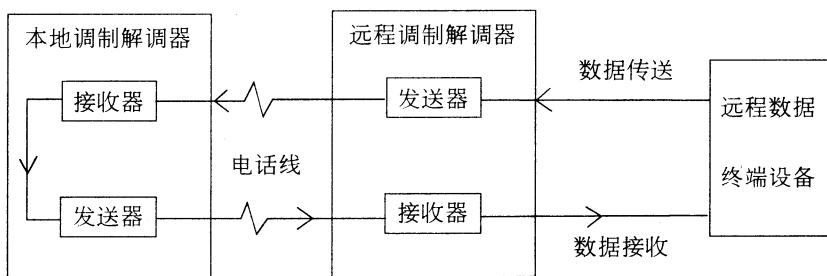 本地调制解调器
远程调制解调器
接收器
发送器
数据传送
远程数据
终端设备
电话线
发送器
接收器
数据接收